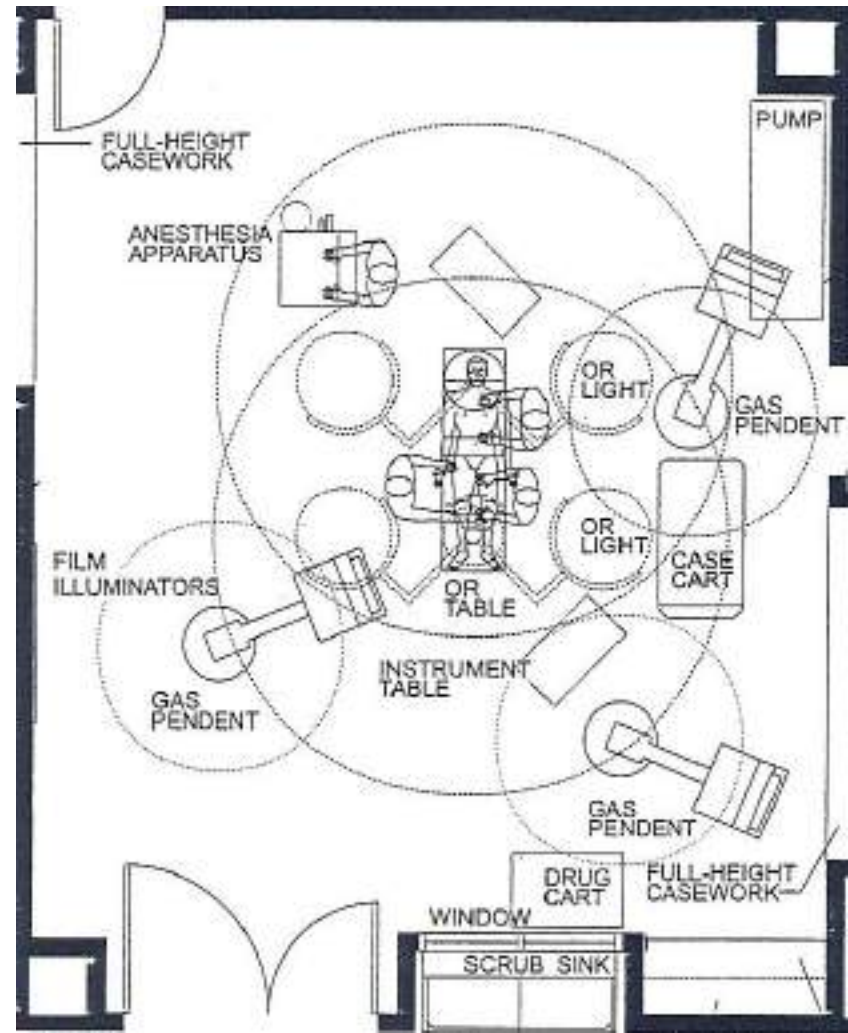 PUMP
FULL-HEIGHT
CASEWORK
ANESTHESIA
APPARATUS
OR
LIGHT
GAS
PENDENT
OR
LIGHT
CASE
CART
FILM
ILLUMINATORS
OR
TABLE
INSTRUMENT
TABLE
GAS
PENDENT
GAS
PENDENT
FULL-HEIGHT
CASEWORK
DRUG
CART
WINDOW
SCRUB SINK